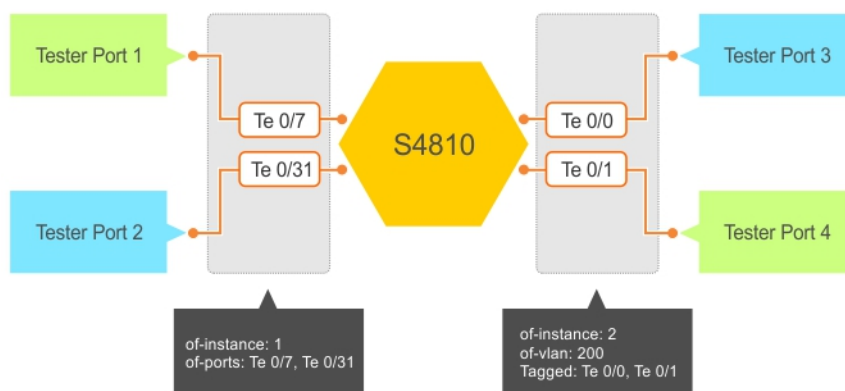 Tester Port 1
Te 0/7
Te 0/31
Tester Port 2
S4810
Te 0/0
Te 0/1
Tester Port 3
Tester Port 4
of-instance: 1
of-ports: Te 0/7, Te 0/31
of-instance: 2
of-vlan: 200
Tagged: Te 0/0, Te 0/1